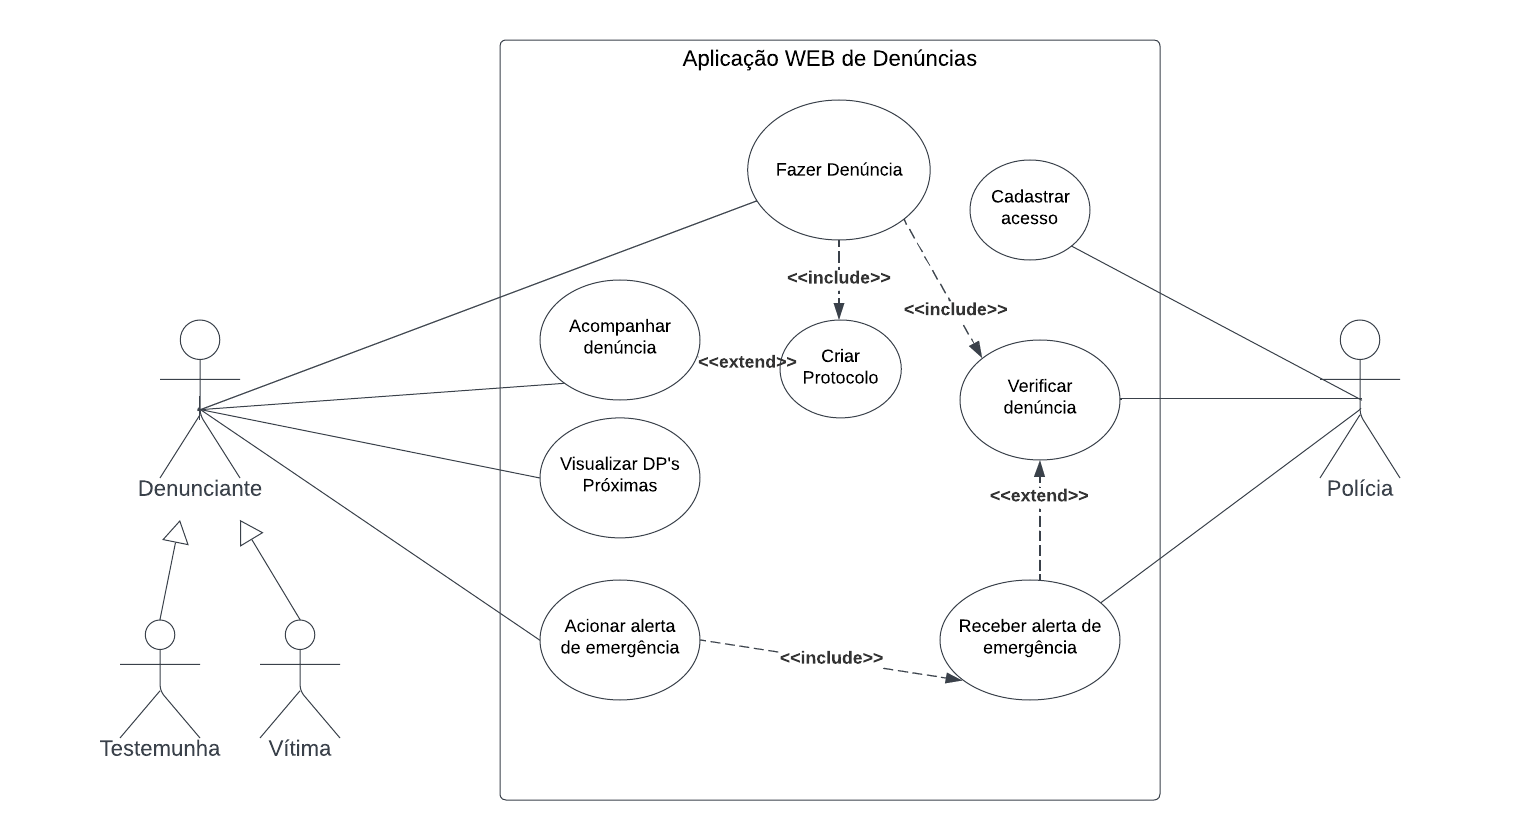 Aplicação WEB de Denúncias
Fazer Denúncia
Cadastrar
acesso
<<include>>
<<include>>
Acompanhar
denúncia
<<extend>>
Criar
Protocolo
Verificar
denúncia
Visualizar DP's
Próximas
Denunciante
Polícia
<<extend>>
Acionar alerta
de emergência
<<include>>
Receber alerta de
emergência
Testemunha
Vítima